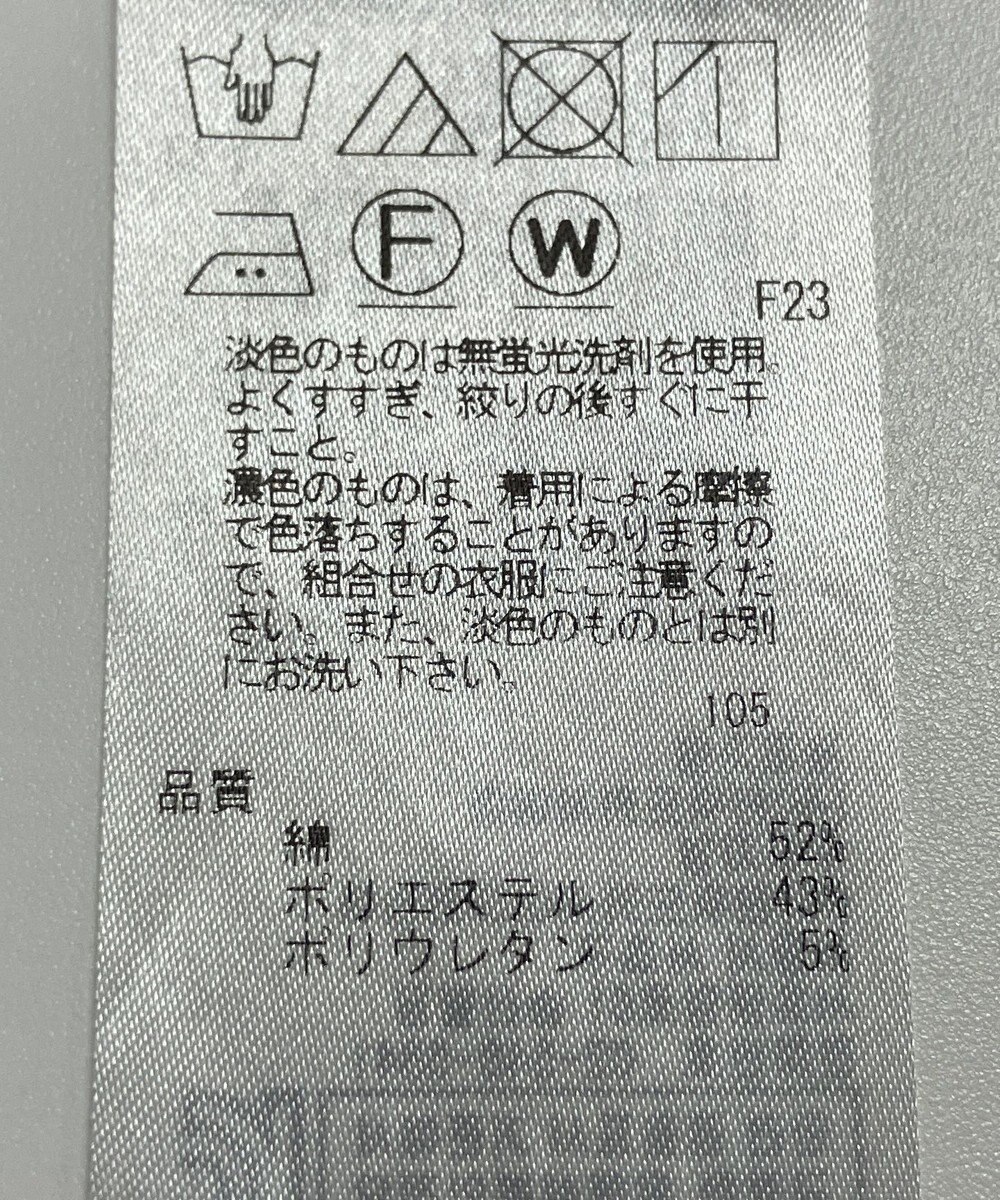 F
W
F23
淡色のものは無蛍光洗剤を使用。
よくすすぎ、絞りの後すぐに干
すこと。
濃色のものは、着用による摩擦
で色落ちすることがありますの
で、組合せの衣服にご注意くだ
さい。また、淡色のものとは別
にお洗い下さい。
105
品質
綿 52%
ポリエステル 43%
ポリウレタン 5%